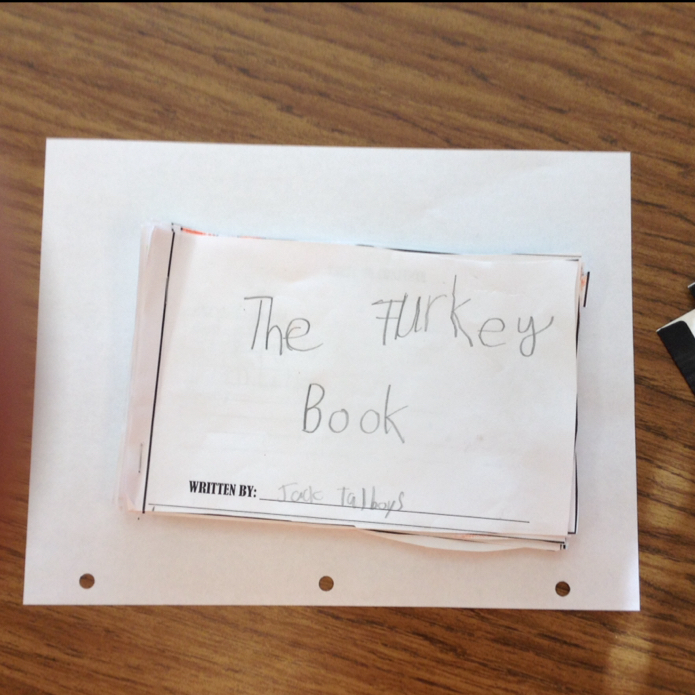 The Turkey
Book
WRITTEN BY: Jack Talboys